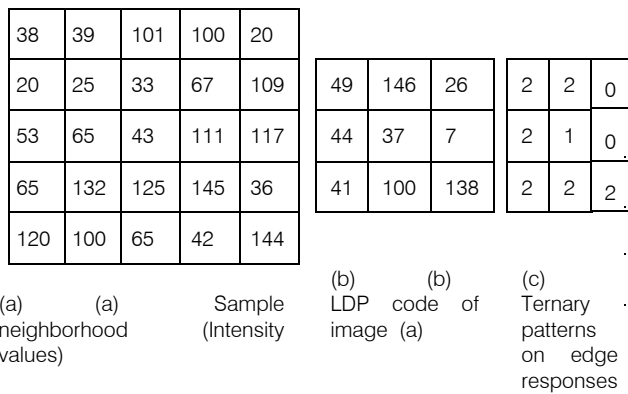 38 39 101 100 20
20 25 33 67 109
53 65 43 111 117
65 132 125 145 36
120 100 65 42 144
(a) (a) Sample
neighborhood (Intensity
values)
49 146 26
44 37 7
41 100 138
(b) (b)
LDP code of
image (a)
2 2 0
2 1 0
2 2 2
(c)
Ternary
patterns
on edge
responses